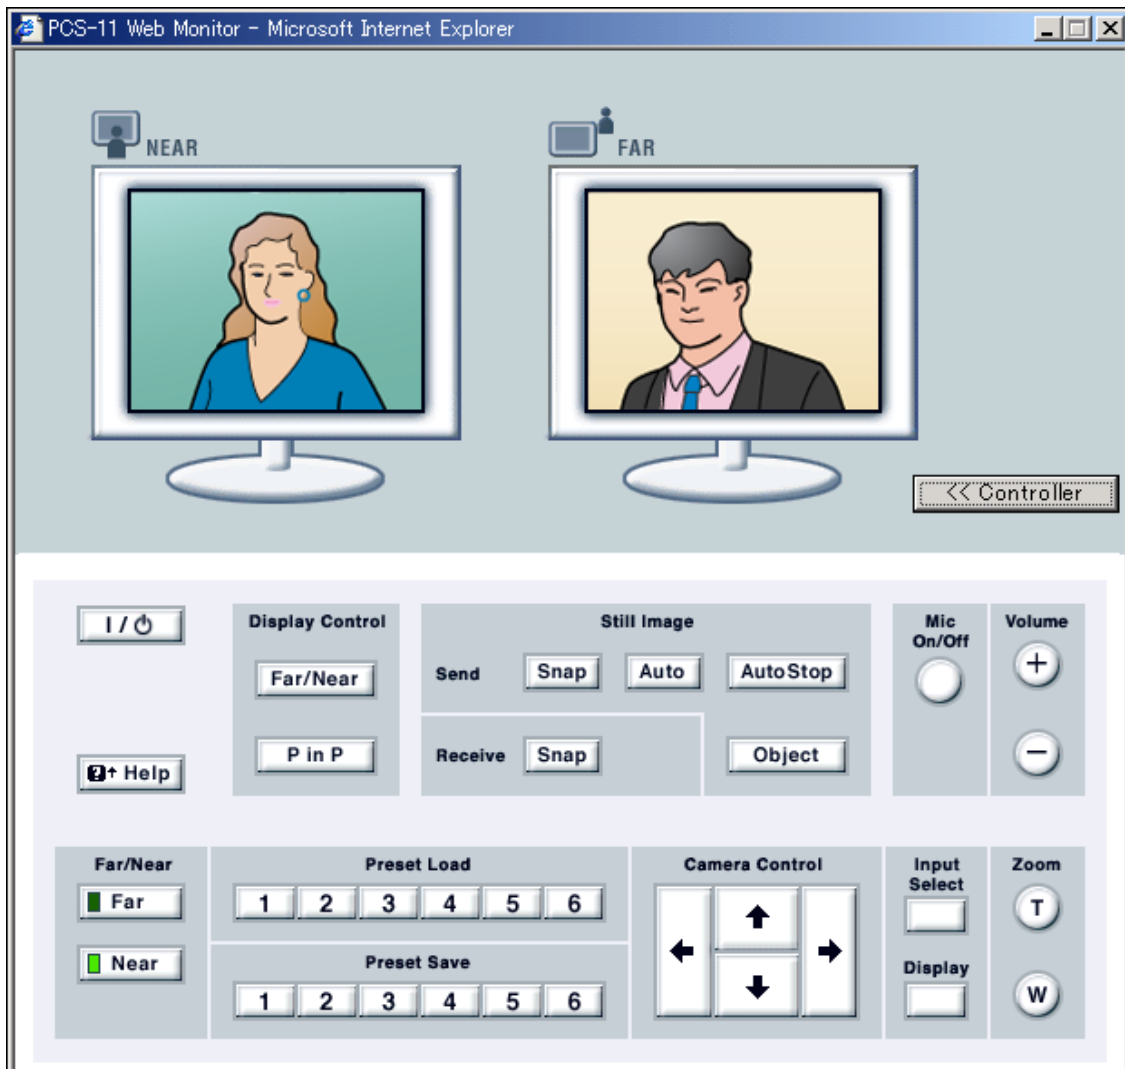 PCS-11 Web Monitor - Microsoft Internet Explorer
NEAR
FAR
<< Controller
I / ⏻
Display Control
Far/Near
P in P
Still Image
Send
Snap
Auto
AutoStop
Receive
Snap
Object
Mic
On/Off
Volume
+
−
?↑ Help
Far/Near
Far
Near
Preset Load
1 2 3 4 5 6
Preset Save
1 2 3 4 5 6
Camera Control
↑
←
→
↓
Input
Select
Display
Zoom
T
W